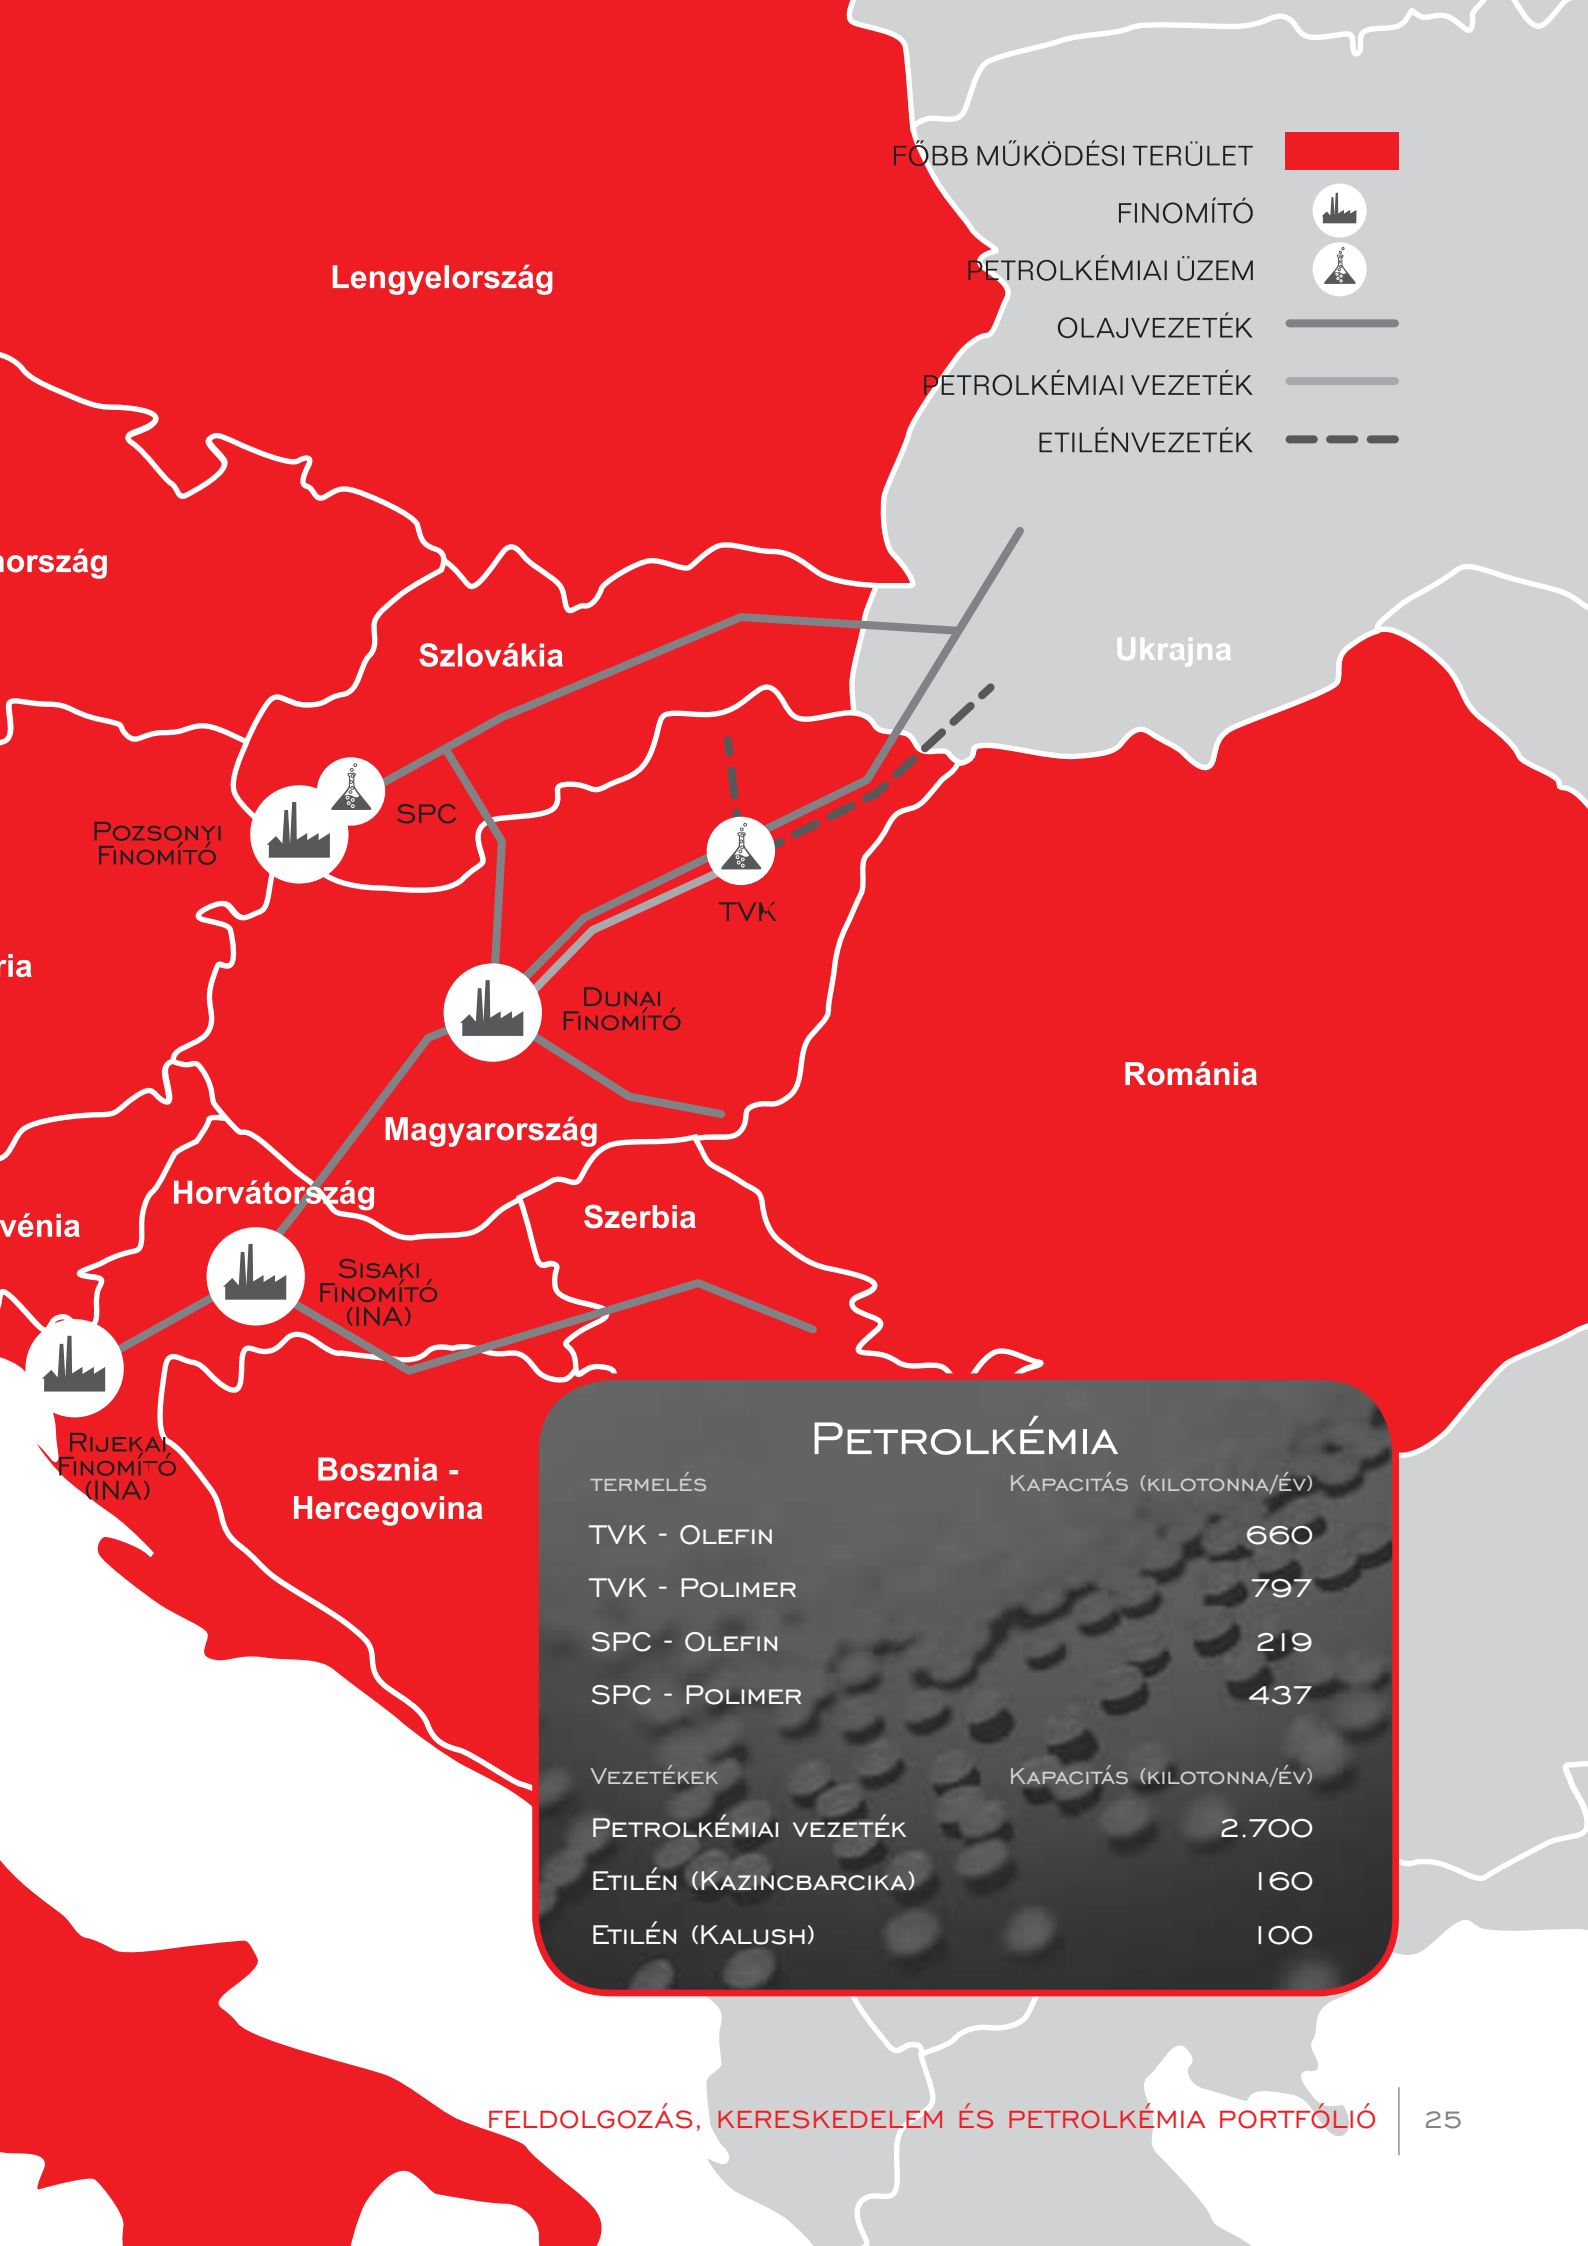 FŐBB MŰKÖDÉSI TERÜLET
FINOMÍTÓ
PETROLKÉMIAI ÜZEM
OLAJVEZETÉK
PETROLKÉMIAI VEZETÉK
ETILÉNVEZETÉK
Lengyelország
ország
Szlovákia
Ukrajna
SPC
POZSONYI
FINOMÍTÓ
TVK
ria
DUNAI
FINOMÍTÓ
Románia
Magyarország
Horvátország
Szerbia
vénia
SISAKI
FINOMÍTÓ
(INA)
RIJEKAI
FINOMÍTÓ
(INA)
Bosznia -
Hercegovina
PETROLKÉMIA
TERMELÉS KAPACITÁS (KILOTONNA/ÉV)
TVK - OLEFIN 660
TVK - POLIMER 797
SPC - OLEFIN 219
SPC - POLIMER 437
VEZETÉKEK KAPACITÁS (KILOTONNA/ÉV)
PETROLKÉMIAI VEZETÉK 2.700
ETILÉN (KAZINCBARCIKA) 160
ETILÉN (KALUSH) 100
FELDOLGOZÁS, KERESKEDELEM ÉS PETROLKÉMIA PORTFÓLIÓ 25